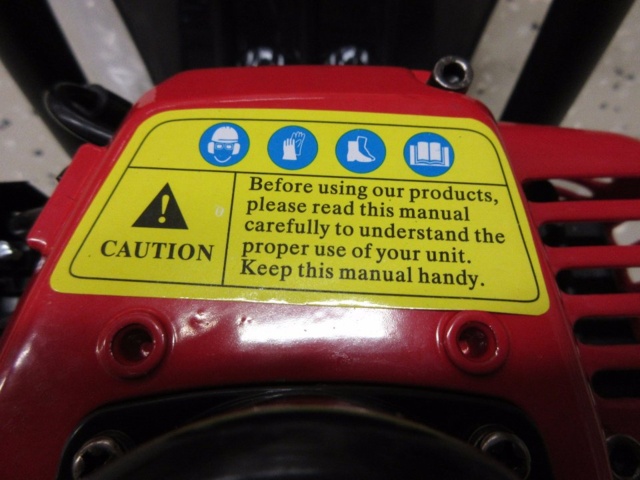 CAUTION
Before using our products,
please read this manual
carefully to understand the
proper use of your unit.
Keep this manual handy.